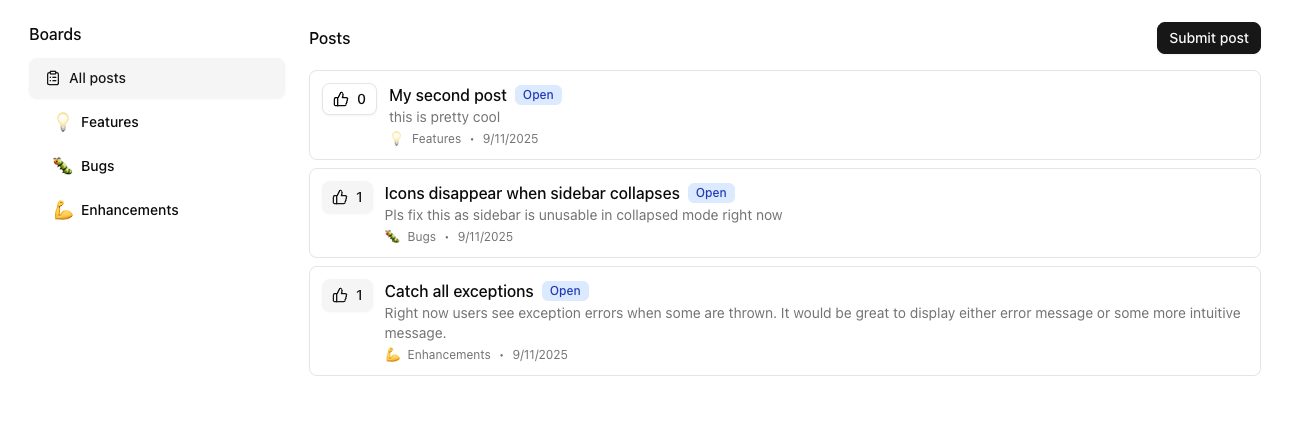 Boards
All posts
Features
Bugs
Enhancements
Posts
Submit post
0
My second post Open
this is pretty cool
Features • 9/11/2025
1
Icons disappear when sidebar collapses Open
Pls fix this as sidebar is unusable in collapsed mode right now
Bugs • 9/11/2025
1
Catch all exceptions Open
Right now users see exception errors when some are thrown. It would be great to display either error message or some more intuitive
message.
Enhancements • 9/11/2025